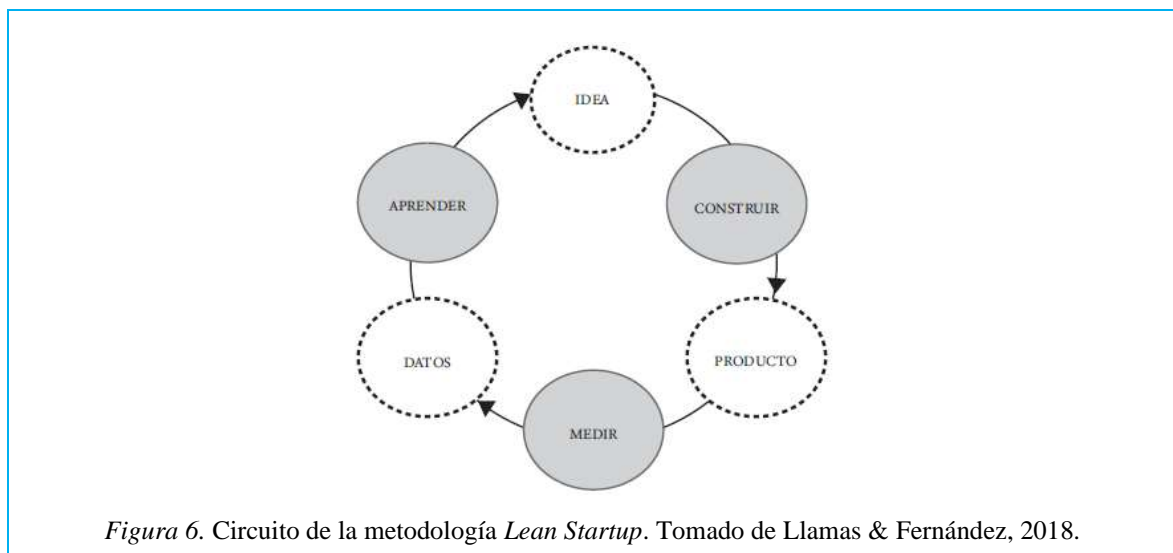 IDEA
APRENDER
CONSTRUIR
DATOS
PRODUCTO
MEDIR
Figura 6. Circuito de la metodología Lean Startup. Tomado de Llamas & Fernández, 2018.